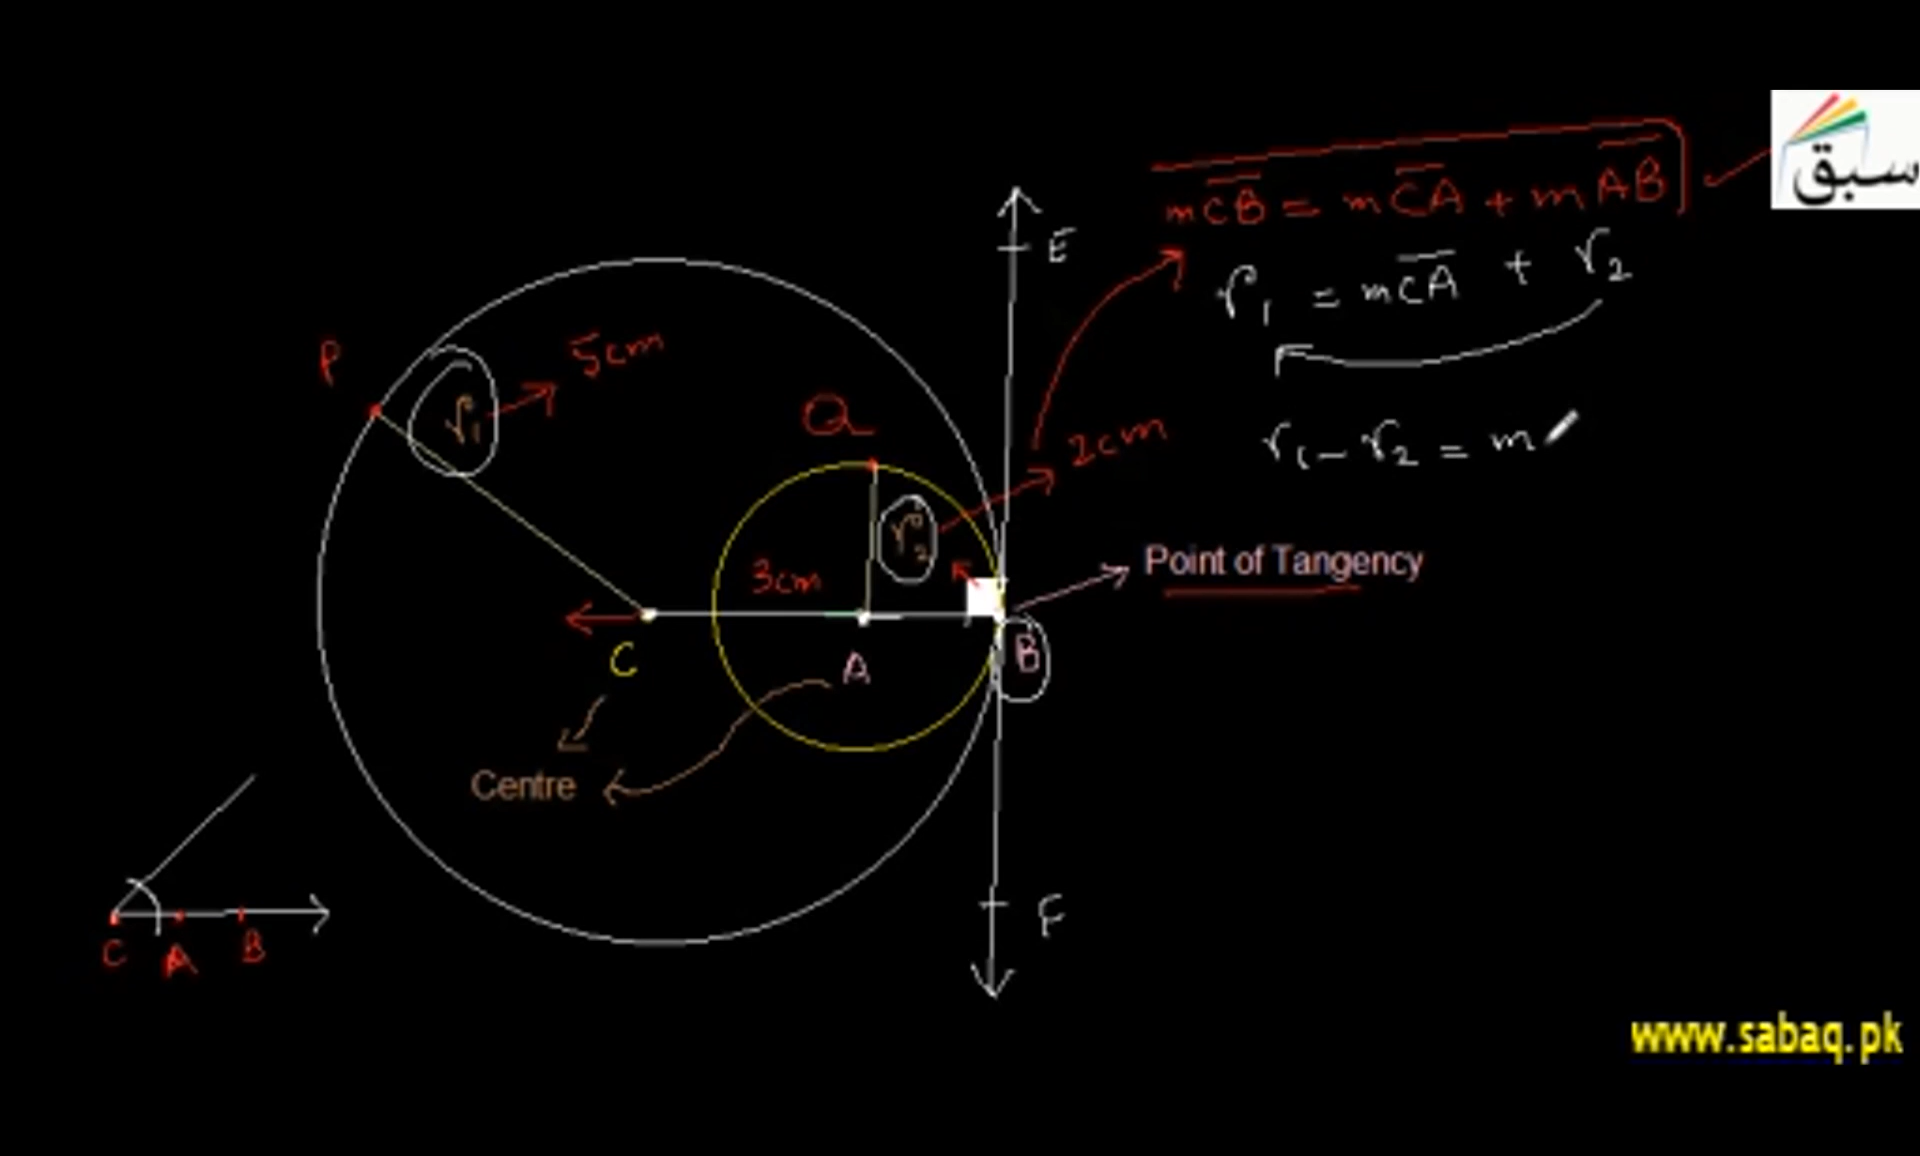 سبق
mCB = mCA + mAB
E
r₁ = mCA + r₂
P
r₁
5cm
Q
2cm
r₁ - r₂ = m
r₂
3cm
Point of Tangency
C
A
B
Centre
F
C A B
www.sabaq.pk